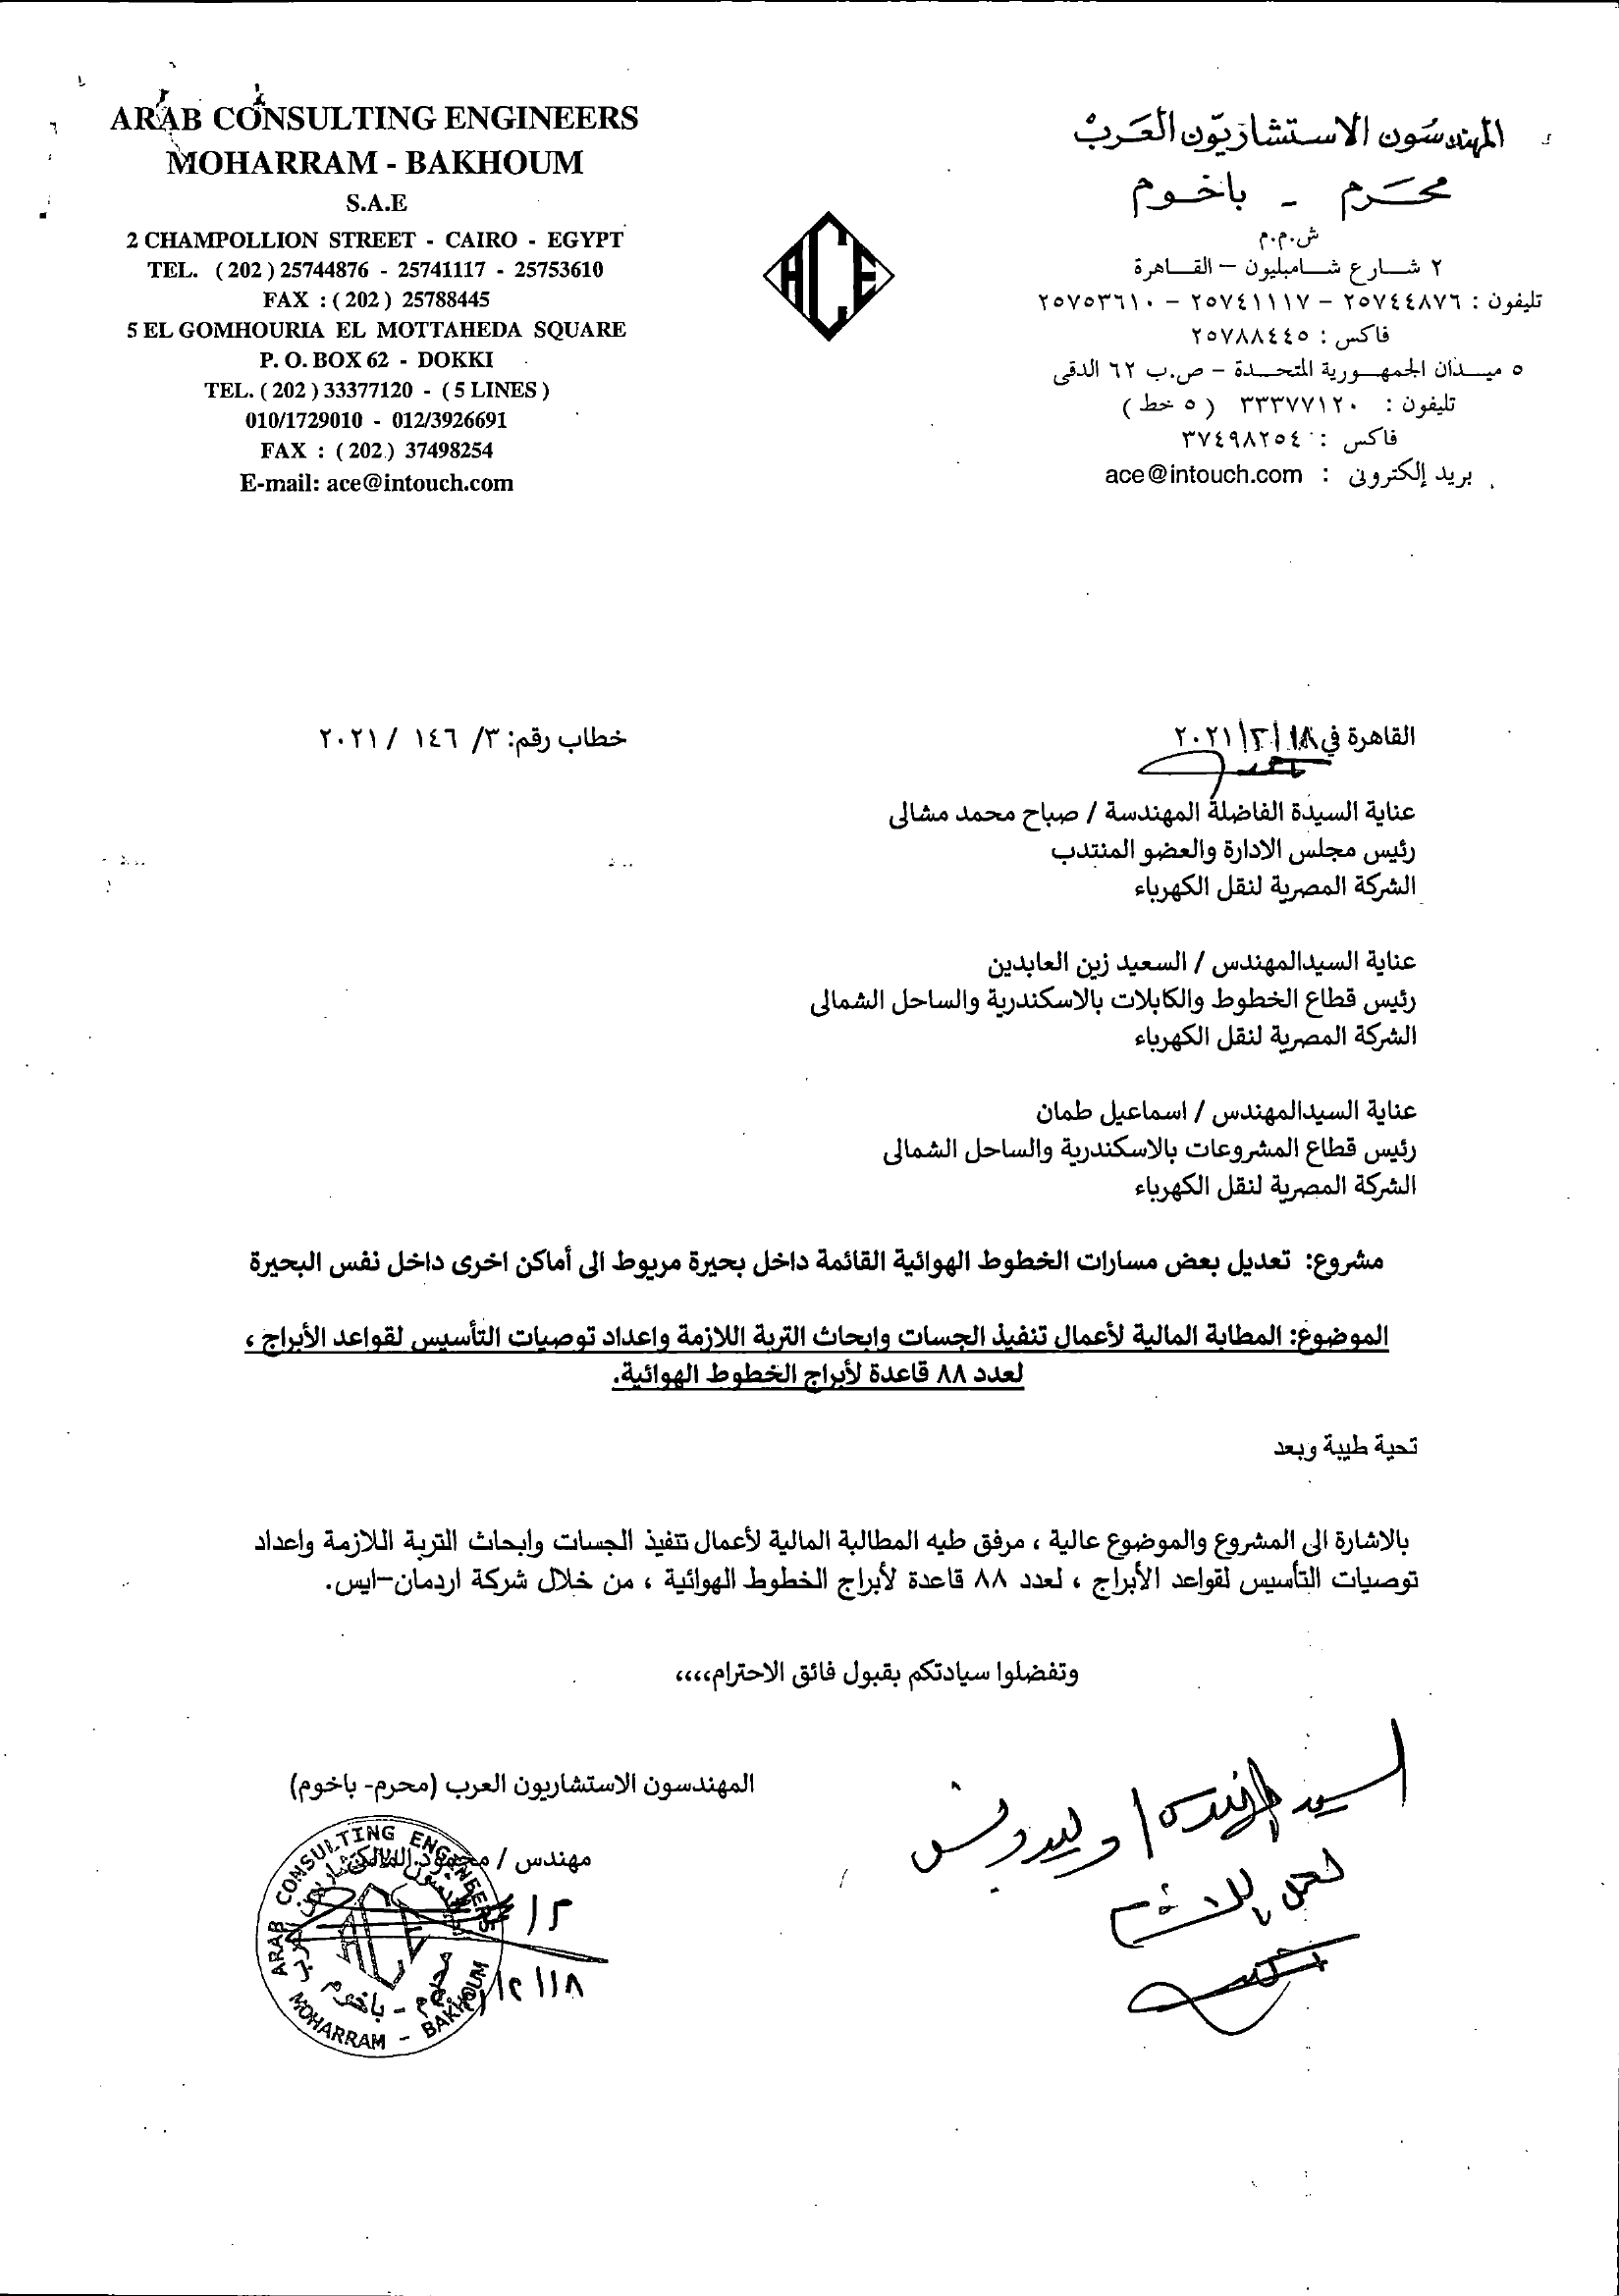 ARAB CONSULTING ENGINEERS
MOHARRAM - BAKHOUM
S.A.E
2 CHAMPOLLION STREET - CAIRO - EGYPT
TEL. (202) 25744876 - 25741117 - 25753610
FAX : (202) 25788445
5 EL GOMHOURIA EL MOTTAHEDA SQUARE
P. O. BOX 62 - DOKKI
TEL. (202) 33377120 - (5 LINES)
010/1729010 - 012/3926691
FAX : (202) 37498254
E-mail: ace@intouch.com
ACE
المهندسون الاستشاريون العرب
محرم - باخوم
ش.م.م
٢ شارع شامبليون – القاهرة
تليفون : ٢٥٧٤٤٨٧٦ – ٢٥٧٤١١١٧ – ٢٥٧٥٣٦١٠
فاكس : ٢٥٧٨٨٤٤٥
٥ ميدان الجمهورية المتحدة – ص.ب ٦٢ الدقى
تليفون : ٣٣٣٧٧١٢٠ (٥ خط)
فاكس : ٣٧٤٩٨٢٥٤
بريد إلكترونى : ace@intouch.com
القاهرة في ١٨/٢/٢٠٢١
خطاب رقم: ٣/ ١٤٦ / ٢٠٢١
عناية السيدة الفاضلة المهندسة / صباح محمد مشالى
رئيس مجلس الادارة والعضو المنتدب
الشركة المصرية لنقل الكهرباء
عناية السيدالمهندس / السعيد زين العابدين
رئيس قطاع الخطوط والكابلات بالاسكندرية والساحل الشمالى
الشركة المصرية لنقل الكهرباء
عناية السيدالمهندس / اسماعيل طمان
رئيس قطاع المشروعات بالاسكندرية والساحل الشمالى
الشركة المصرية لنقل الكهرباء
مشروع: تعديل بعض مسارات الخطوط الهوائية القائمة داخل بحيرة مريوط الى أماكن اخرى داخل نفس البحيرة
الموضوع: المطابة المالية لأعمال تنفيذ الجسات وابحاث التربة اللازمة واعداد توصيات التأسيس لقواعد الأبراج ،
لعدد ٨٨ قاعدة لأبراج الخطوط الهوائية.
تحية طيبة وبعد
بالاشارة الى المشروع والموضوع عالية ، مرفق طيه المطالبة المالية لأعمال تنفيذ الجسات وابحاث التربة اللازمة واعداد
توصيات التأسيس لقواعد الأبراج ، لعدد ٨٨ قاعدة لأبراج الخطوط الهوائية ، من خلال شركة اردمان-ايس.
وتفضلوا سيادتكم بقبول فائق الاحترام،،،،
المهندسون الاستشاريون العرب (محرم- باخوم)
مهندس / محمود المالكى
ARAB CONSULTING ENGINEERS
محرم - باخوم
MOHARRAM - BAKHOUM
السيد المهندس /